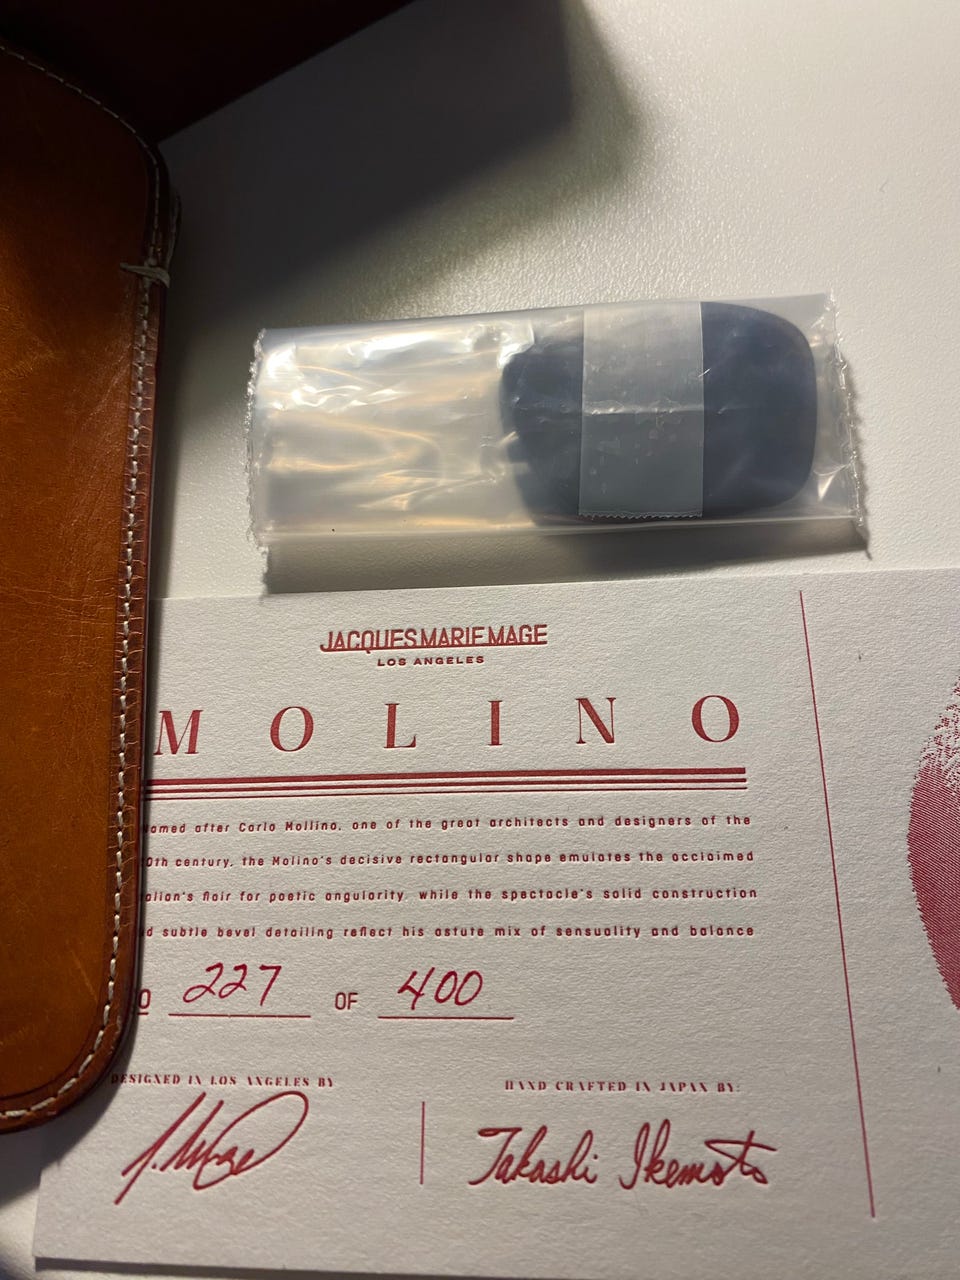 JACQUES MARIE MAGE
LOS ANGELES
MOLINO
named after Carlo Mollino, one of the great architects and designers of the
0th century, the Molino's decisive rectangular shape emulates the acclaimed
alian's flair for poetic angularity, while the spectacle's solid construction
d subtle bevel detailing reflect his astute mix of sensuality and balance
O 227 OF 400
DESIGNED IN LOS ANGELES BY
HAND CRAFTED IN JAPAN BY:
J. Mage
Takashi Ikemoto